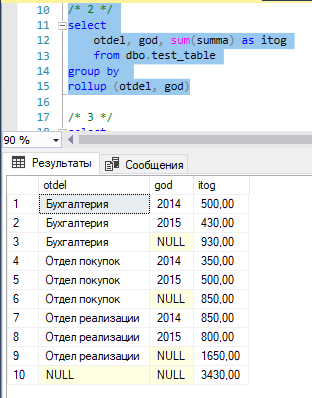 10 /* 2 */
11 select
12 otdel, god, sum(summa) as itog
13 from dbo.test_table
14 group by
15 rollup (otdel, god)
16
17 /* 3 */
18 select
90 %
Результаты Сообщения
otdel god itog
1 Бухгалтерия 2014 500,00
2 Бухгалтерия 2015 430,00
3 Бухгалтерия NULL 930,00
4 Отдел покупок 2014 350,00
5 Отдел покупок 2015 500,00
6 Отдел покупок NULL 850,00
7 Отдел реализации 2014 850,00
8 Отдел реализации 2015 800,00
9 Отдел реализации NULL 1650,00
10 NULL NULL 3430,00